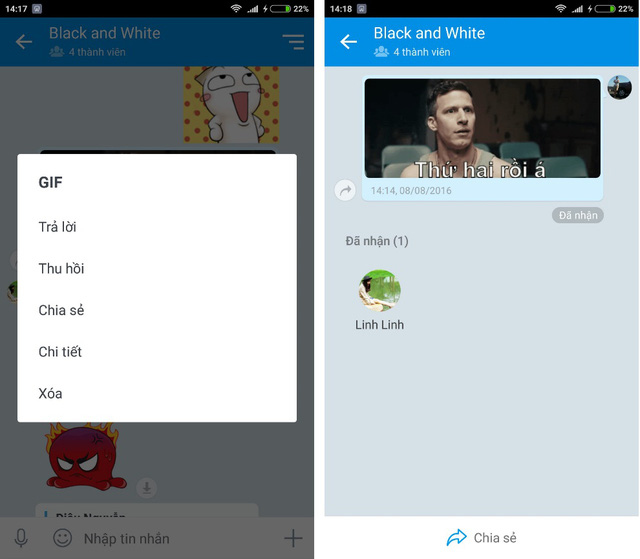 14:17
22%
Black and White
4 thành viên
GIF
Trả lời
Thu hồi
Chia sẻ
Chi tiết
Xóa
Diệu Nguyễn
Nhập tin nhắn
14:18
22%
Black and White
4 thành viên
Thứ hai rồi á
14:14, 08/08/2016
Đã nhận
Đã nhận (1)
Linh Linh
Chia sẻ